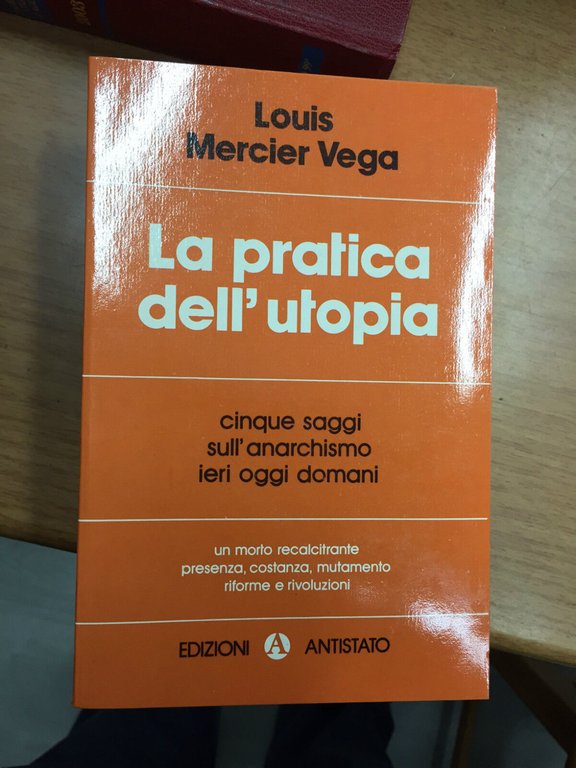 Louis
Mercier Vega
La pratica
dell'utopia
cinque saggi
sull'anarchismo
ieri oggi domani
un morto recalcitrante
presenza, costanza, mutamento
riforme e rivoluzioni
EDIZIONI A ANTISTATO